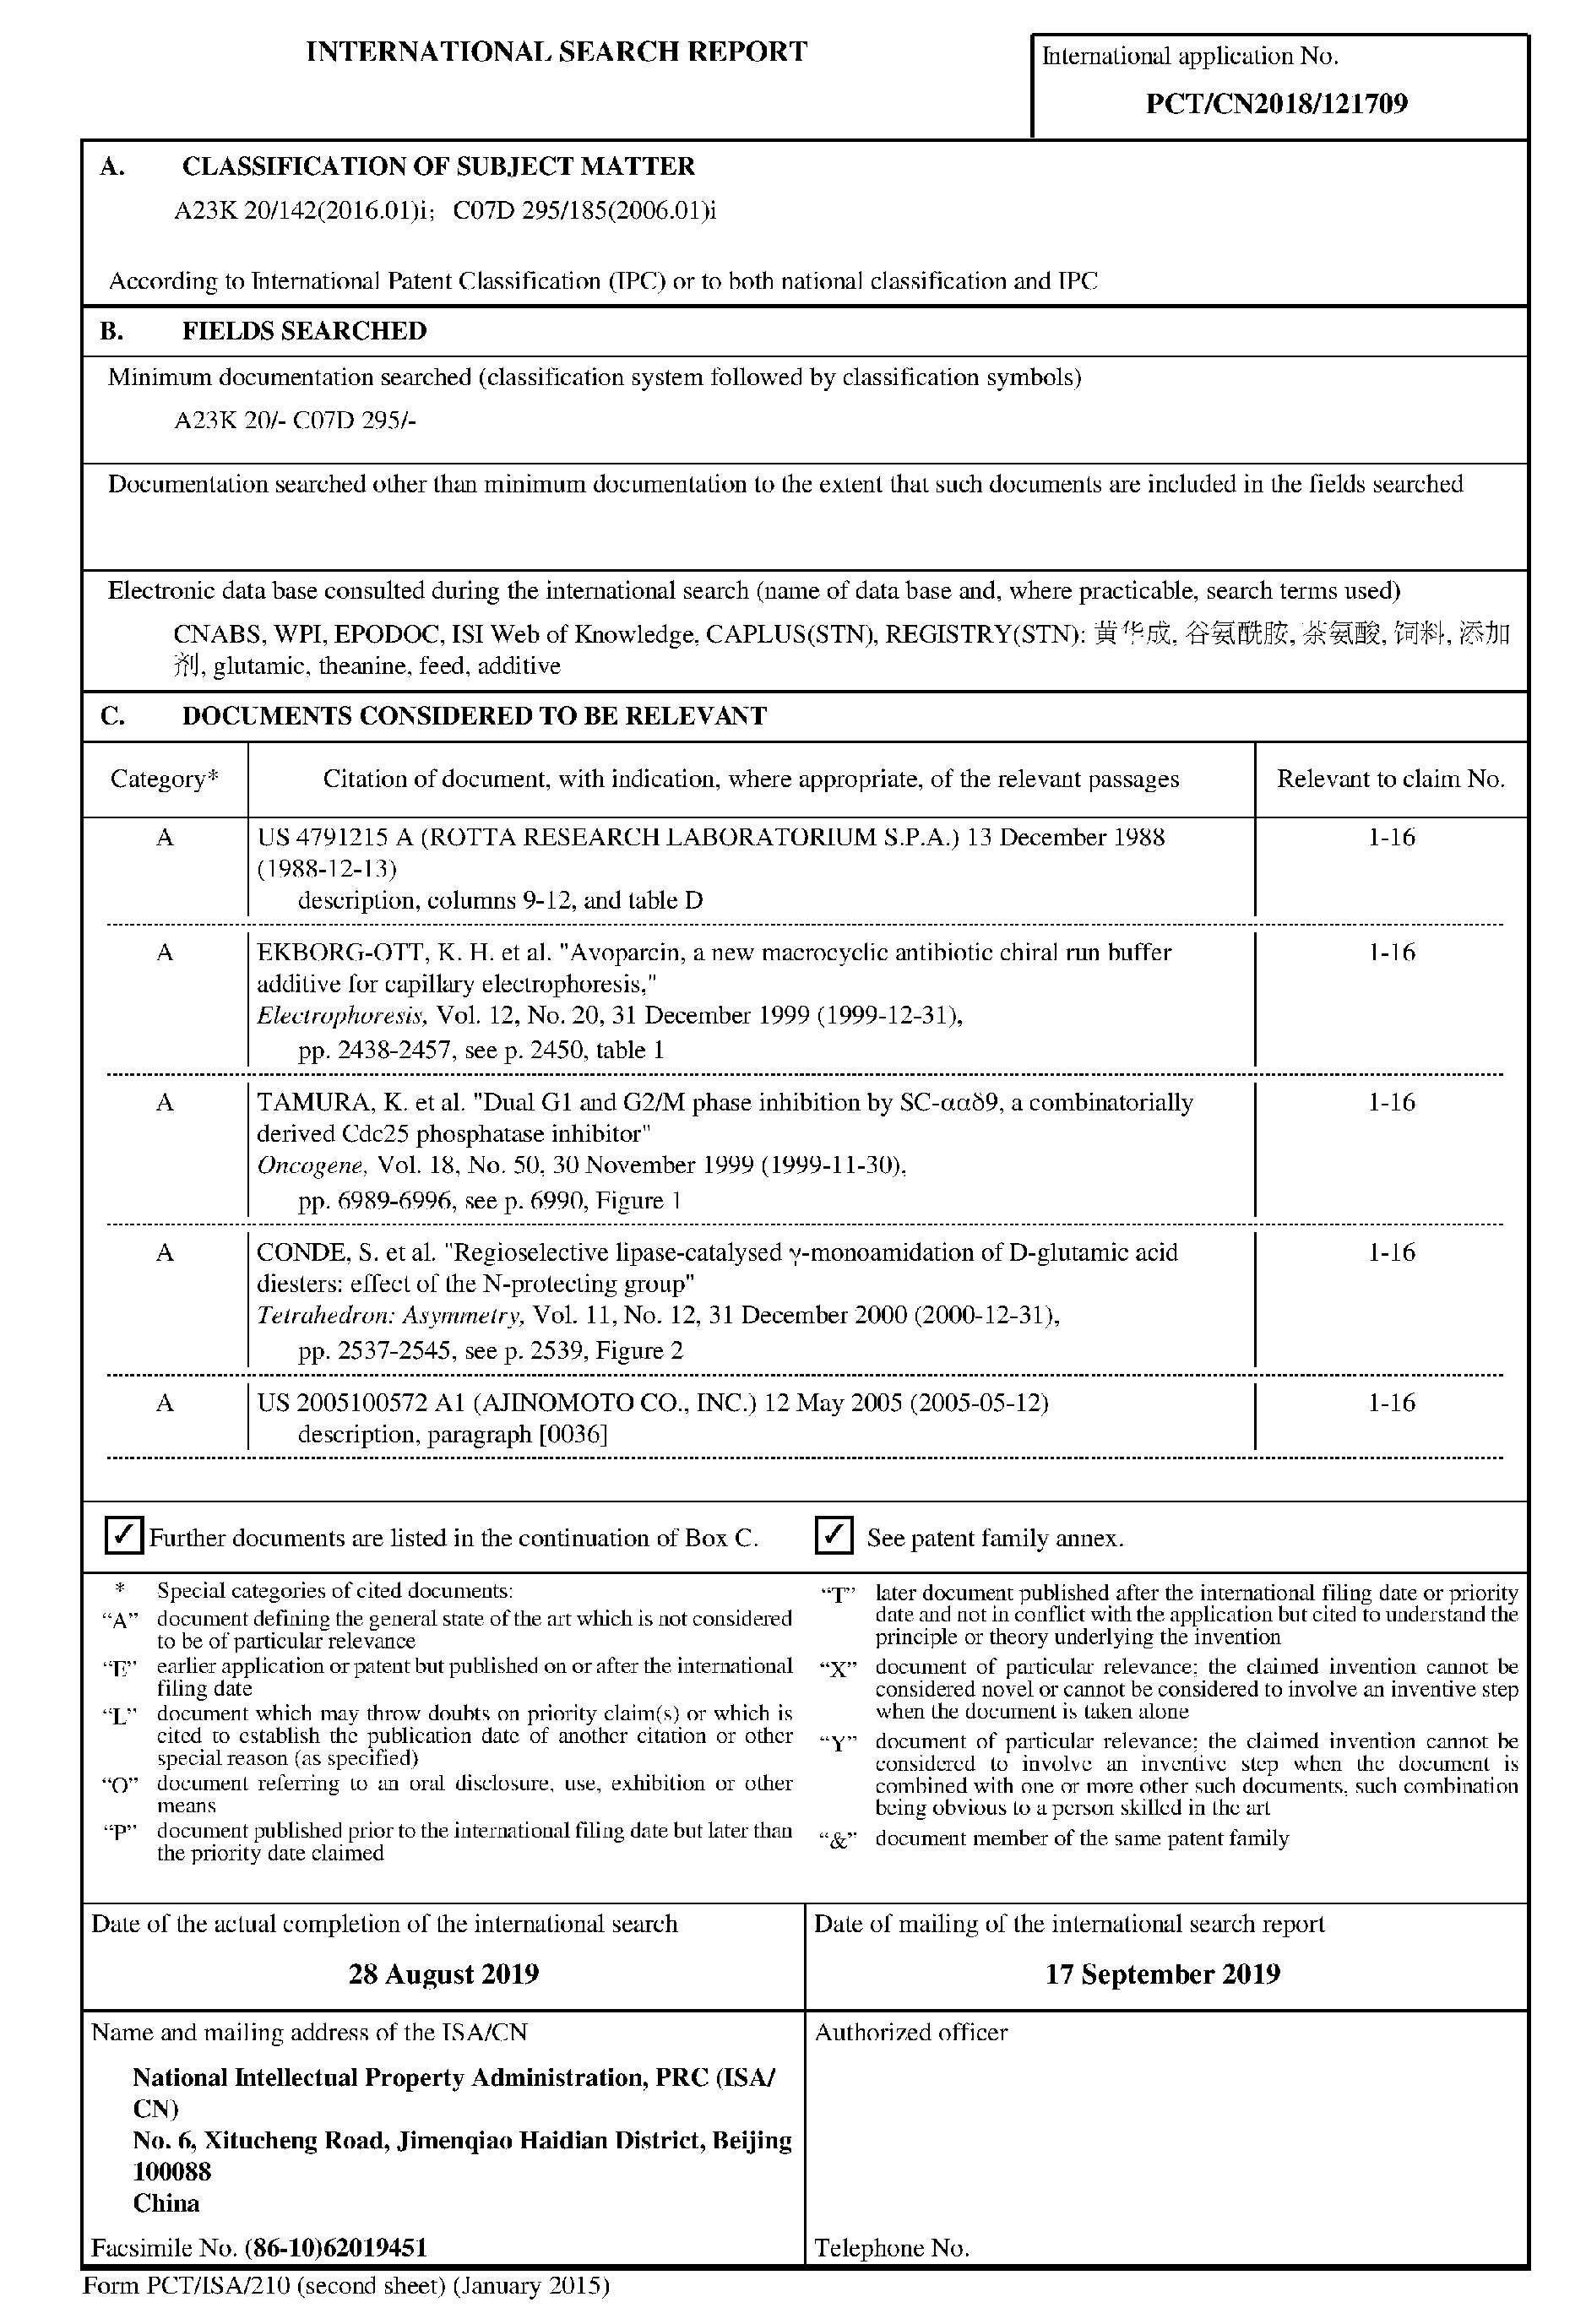 INTERNATIONAL SEARCH REPORT
International application No.
PCT/CN2018/121709
A. CLASSIFICATION OF SUBJECT MATTER
A23K 20/142(2016.01)i; C07D 295/185(2006.01)i
According to International Patent Classification (IPC) or to both national classification and IPC
B. FIELDS SEARCHED
Minimum documentation searched (classification system followed by classification symbols)
A23K 20/- C07D 295/-
Documentation searched other than minimum documentation to the extent that such documents are included in the fields searched
Electronic data base consulted during the international search (name of data base and, where practicable, search terms used)
CNABS, WPI, EPODOC, ISI Web of Knowledge, CAPLUS(STN), REGISTRY(STN): 黄华成, 谷氨酰胺, 茶氨酸, 饲料, 添加
剂, glutamic, theanine, feed, additive
C. DOCUMENTS CONSIDERED TO BE RELEVANT
Category* Citation of document, with indication, where appropriate, of the relevant passages Relevant to claim No.
A US 4791215 A (ROTTA RESEARCH LABORATORIUM S.P.A.) 13 December 1988 1-16
(1988-12-13)
description, columns 9-12, and table D
A EKBORG-OTT, K. H. et al. "Avoparcin, a new macrocyclic antibiotic chiral run buffer 1-16
additive for capillary electrophoresis,"
Electrophoresis, Vol. 12, No. 20, 31 December 1999 (1999-12-31),
pp. 2438-2457, see p. 2450, table 1
A TAMURA, K. et al. "Dual G1 and G2/M phase inhibition by SC-ααδ9, a combinatorially 1-16
derived Cdc25 phosphatase inhibitor"
Oncogene, Vol. 18, No. 50, 30 November 1999 (1999-11-30),
pp. 6989-6996, see p. 6990, Figure 1
A CONDE, S. et al. "Regioselective lipase-catalysed γ-monoamidation of D-glutamic acid 1-16
diesters: effect of the N-protecting group"
Tetrahedron: Asymmetry, Vol. 11, No. 12, 31 December 2000 (2000-12-31),
pp. 2537-2545, see p. 2539, Figure 2
A US 2005100572 A1 (AJINOMOTO CO., INC.) 12 May 2005 (2005-05-12) 1-16
description, paragraph [0036]
✓ Further documents are listed in the continuation of Box C. ✓ See patent family annex.
* Special categories of cited documents:
“A” document defining the general state of the art which is not considered
to be of particular relevance
“E” earlier application or patent but published on or after the international
filing date
“L” document which may throw doubts on priority claim(s) or which is
cited to establish the publication date of another citation or other
special reason (as specified)
“O” document referring to an oral disclosure, use, exhibition or other
means
“P” document published prior to the international filing date but later than
the priority date claimed
“T” later document published after the international filing date or priority
date and not in conflict with the application but cited to understand the
principle or theory underlying the invention
“X” document of particular relevance; the claimed invention cannot be
considered novel or cannot be considered to involve an inventive step
when the document is taken alone
“Y” document of particular relevance; the claimed invention cannot be
considered to involve an inventive step when the document is
combined with one or more other such documents, such combination
being obvious to a person skilled in the art
“&” document member of the same patent family
Date of the actual completion of the international search
28 August 2019
Date of mailing of the international search report
17 September 2019
Name and mailing address of the ISA/CN
National Intellectual Property Administration, PRC (ISA/
CN)
No. 6, Xitucheng Road, Jimenqiao Haidian District, Beijing
100088
China
Facsimile No. (86-10)62019451
Authorized officer
Telephone No.
Form PCT/ISA/210 (second sheet) (January 2015)